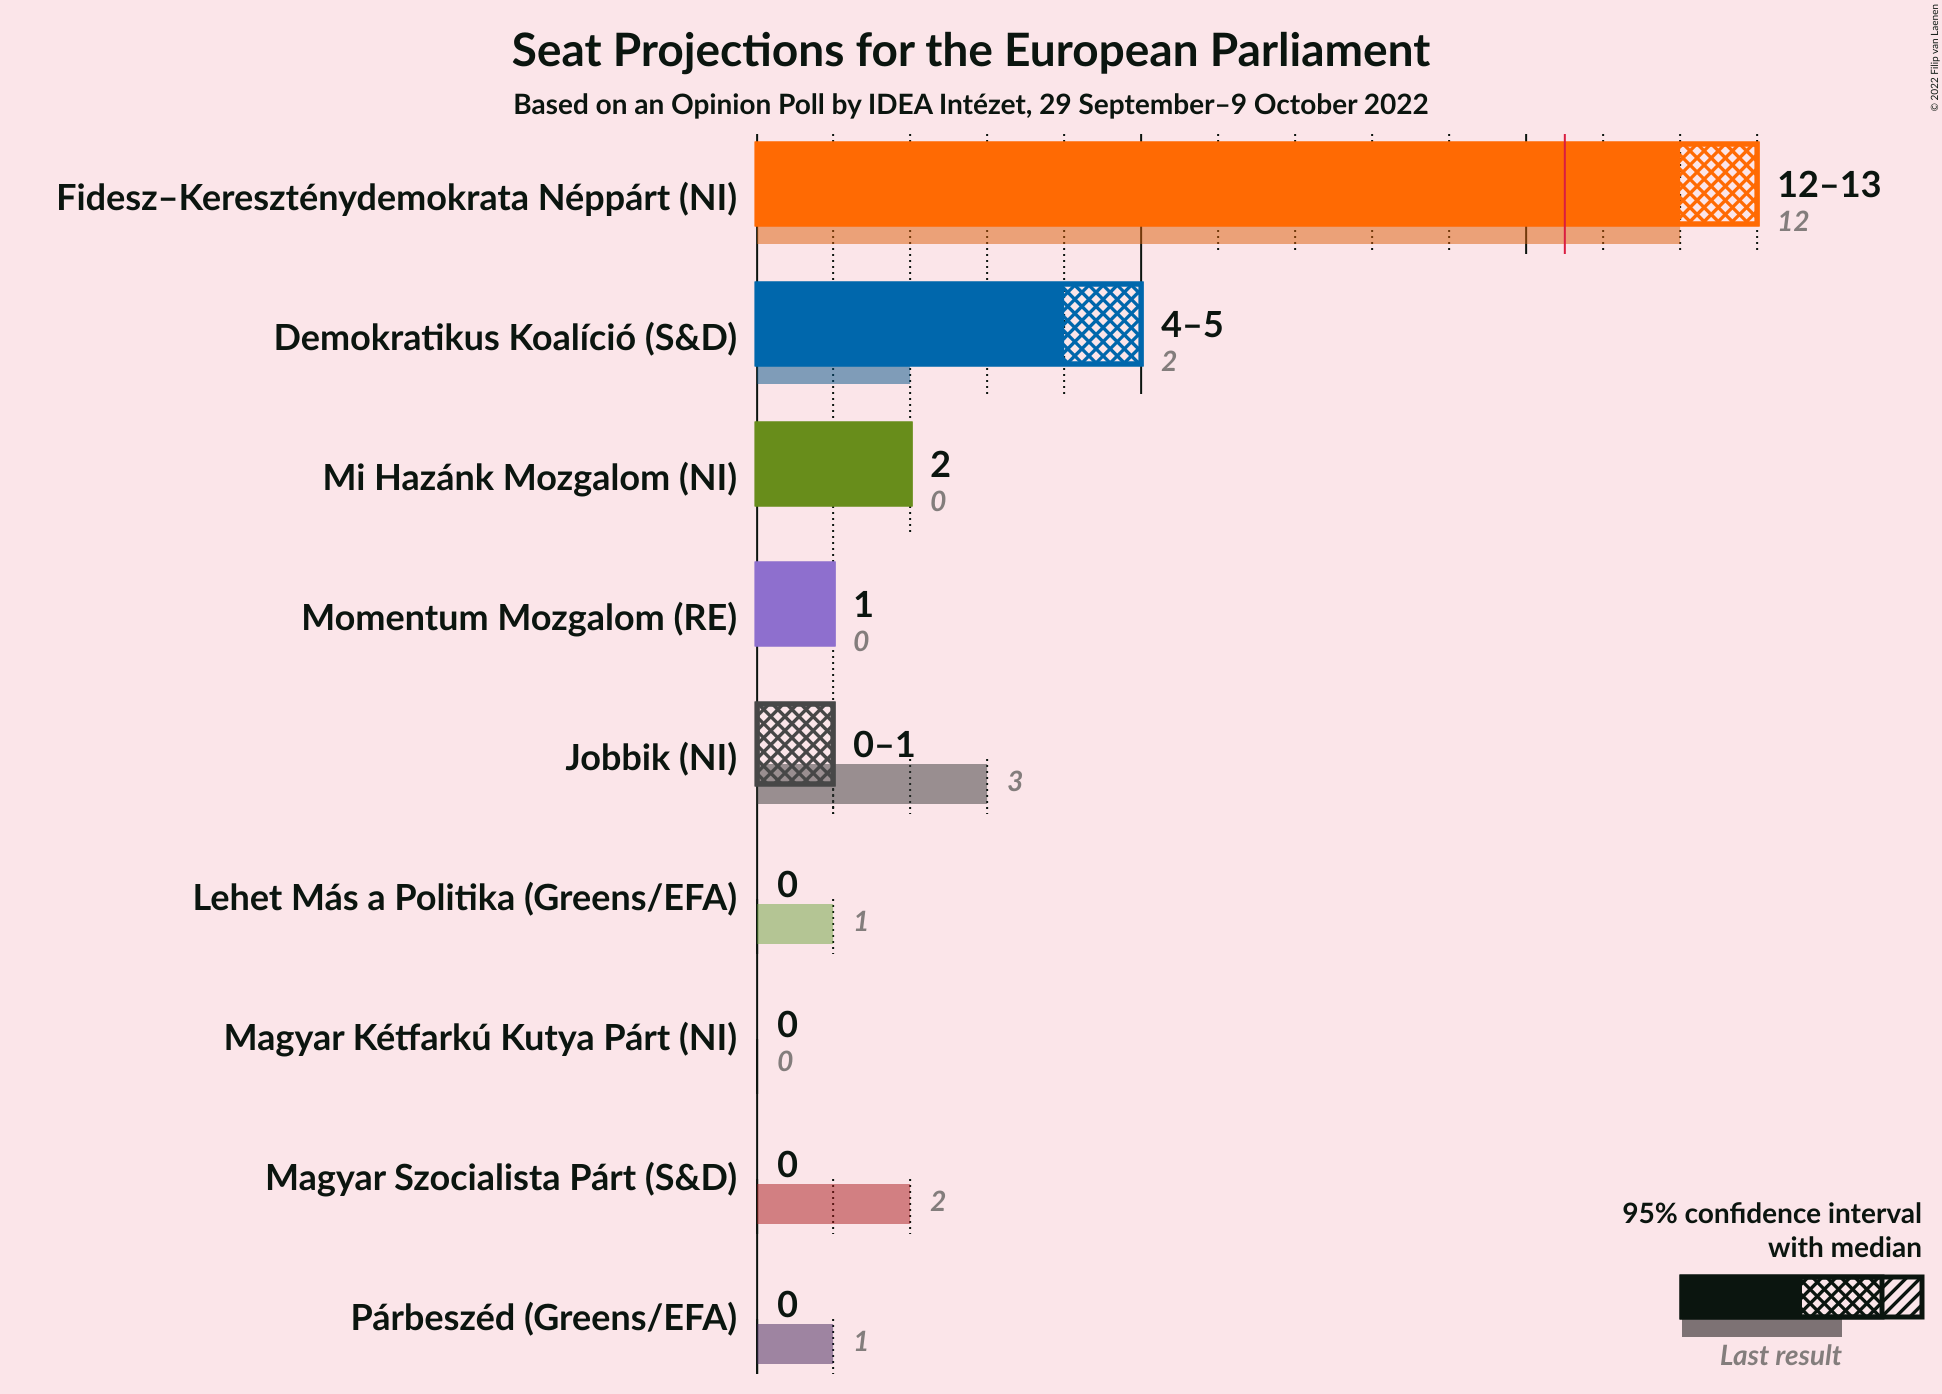 Seat Projections for the European Parliament
Based on an Opinion Poll by IDEA Intézet, 29 September–9 October 2022
© 2022 Filip van Laenen
Fidesz–Kereszténydemokrata Néppárt (NI)
12–13
12
Demokratikus Koalíció (S&D)
4–5
2
Mi Hazánk Mozgalom (NI)
2
0
Momentum Mozgalom (RE)
1
0
Jobbik (NI)
0–1
3
Lehet Más a Politika (Greens/EFA)
0
1
Magyar Kétfarkú Kutya Párt (NI)
0
0
Magyar Szocialista Párt (S&D)
0
2
Párbeszéd (Greens/EFA)
0
1
95% confidence interval
with median
Last result